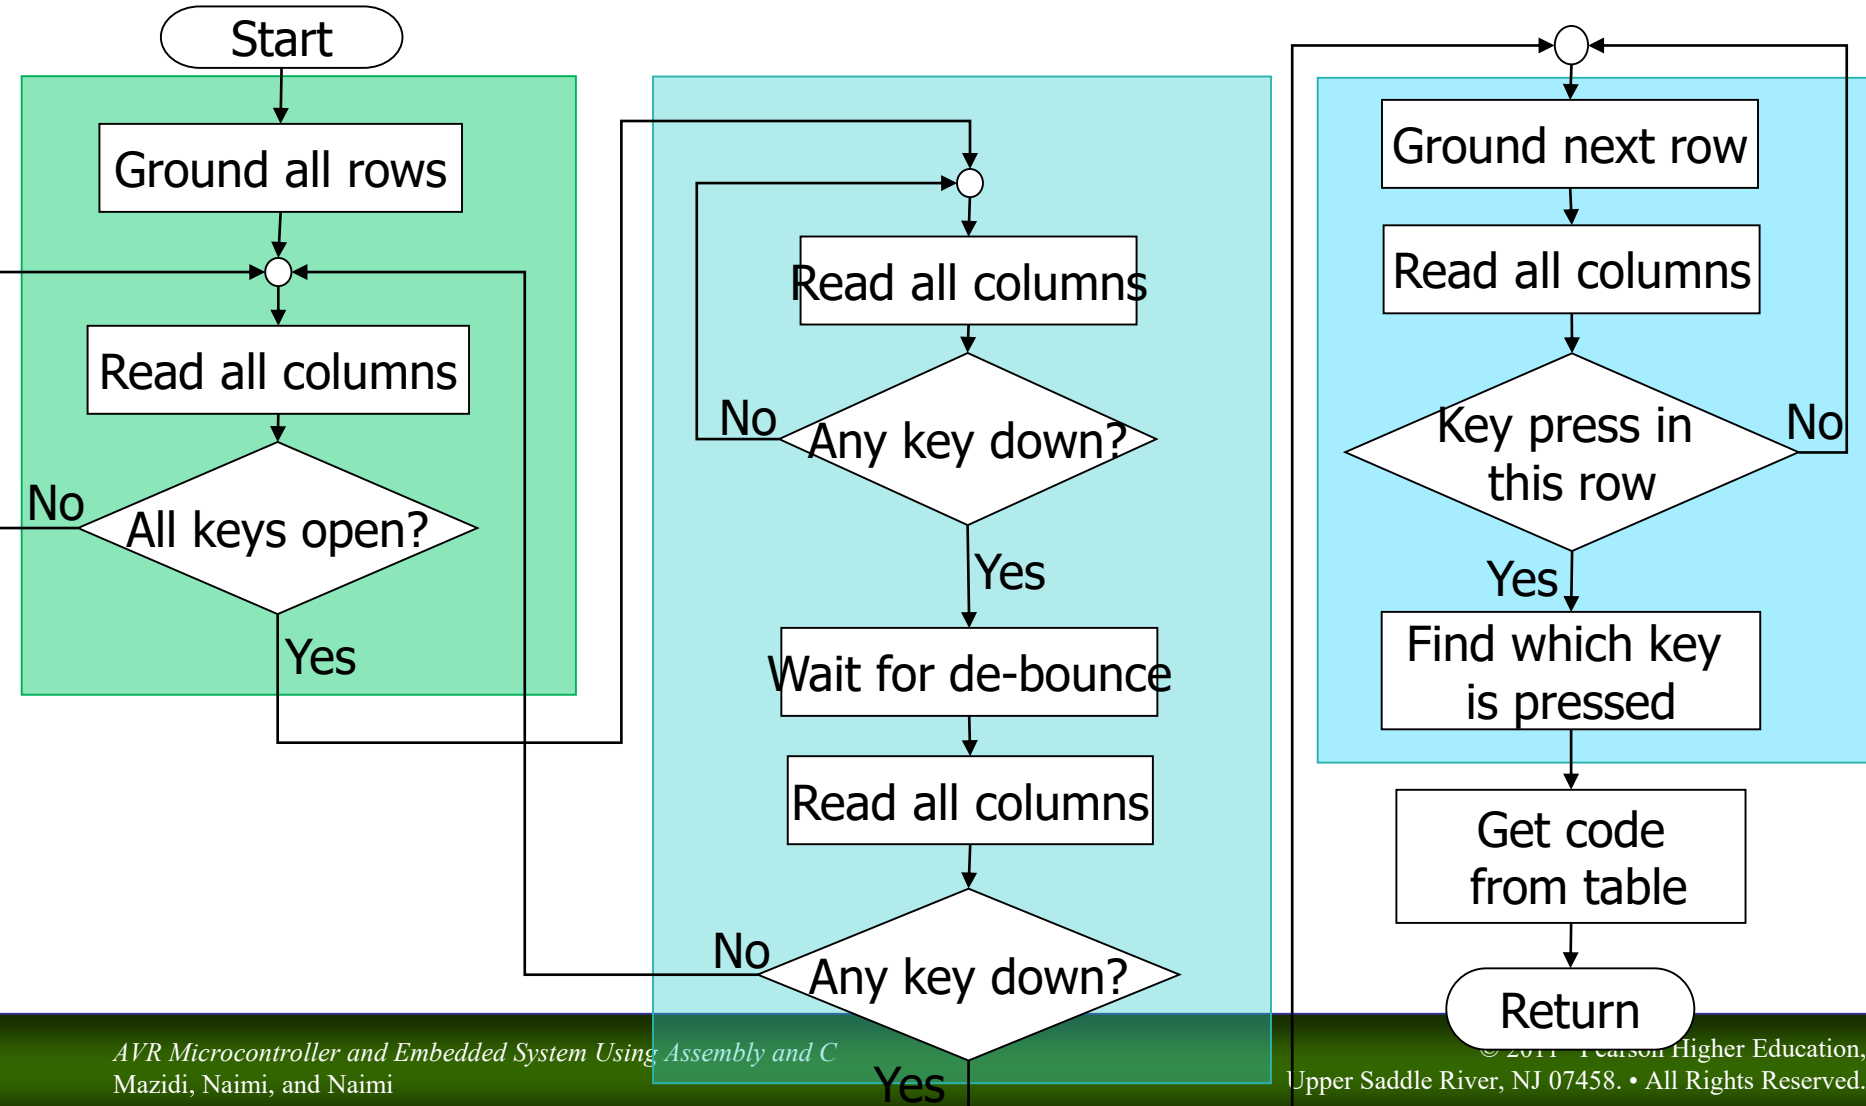 Start
Ground all rows
Read all columns
No
All keys open?
Yes
Read all columns
No
Any key down?
Yes
Wait for de-bounce
Read all columns
No
Any key down?
Yes
Ground next row
Read all columns
Key press in
this row
No
Yes
Find which key
is pressed
Get code
from table
Return
AVR Microcontroller and Embedded System Using Assembly and C
Mazidi, Naimi, and Naimi
© 2011 Pearson Higher Education,
Upper Saddle River, NJ 07458. • All Rights Reserved.